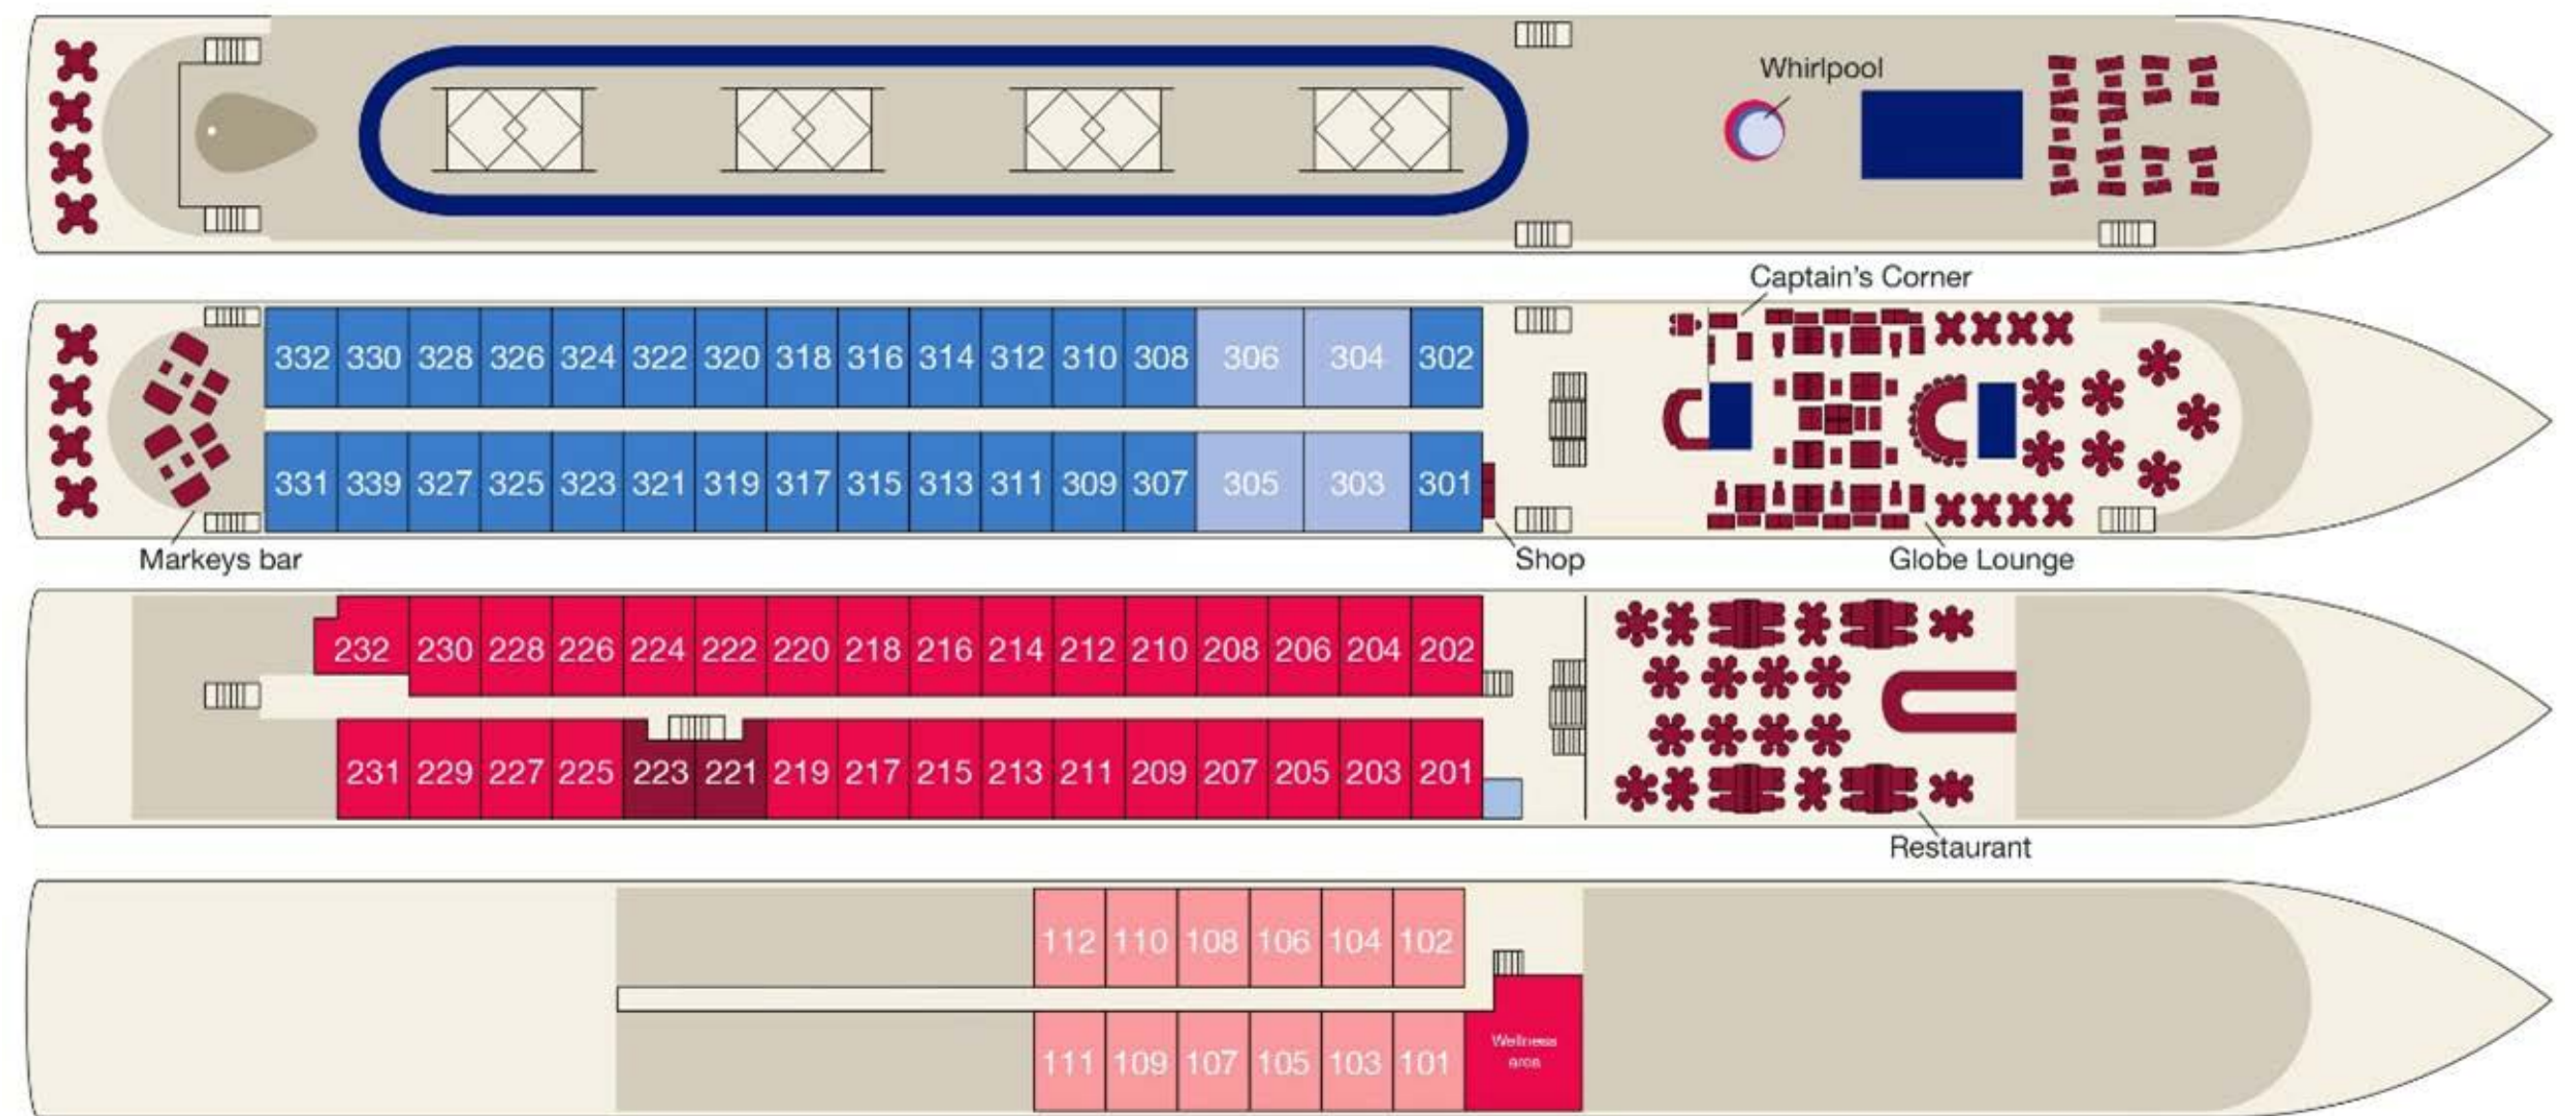 Whirlpool
Captain's Corner
332 330 328 326 324 322 320 318 316 314 312 310 308 306 304 302
331 339 327 325 323 321 319 317 315 313 311 309 307 305 303 301
Markeys bar
Shop
Globe Lounge
232 230 228 226 224 222 220 218 216 214 212 210 208 206 204 202
231 229 227 225 223 221 219 217 215 213 211 209 207 205 203 201
Restaurant
112 110 108 106 104 102
111 109 107 105 103 101
Wellness
area